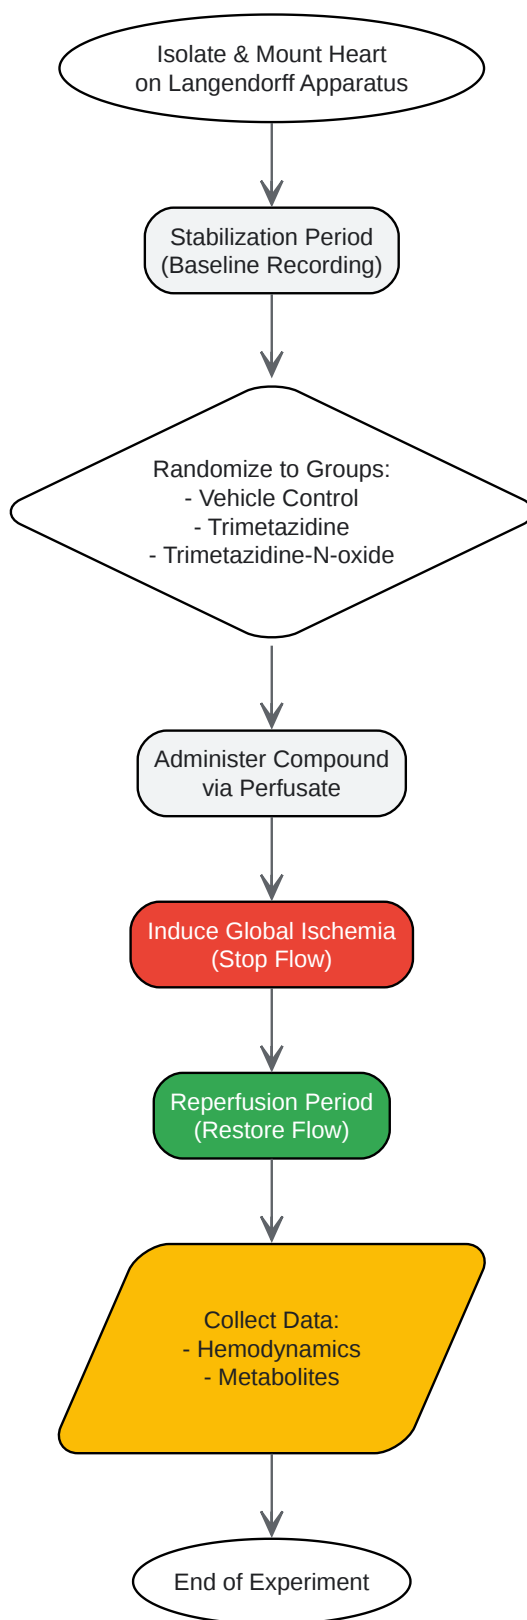 Isolate & Mount Heart
on Langendorff Apparatus
Stabilization Period
(Baseline Recording)
Randomize to Groups:
- Vehicle Control
- Trimetazidine
- Trimetazidine-N-oxide
Administer Compound
via Perfusate
Induce Global Ischemia
(Stop Flow)
Reperfusion Period
(Restore Flow)
Collect Data:
- Hemodynamics
- Metabolites
End of Experiment